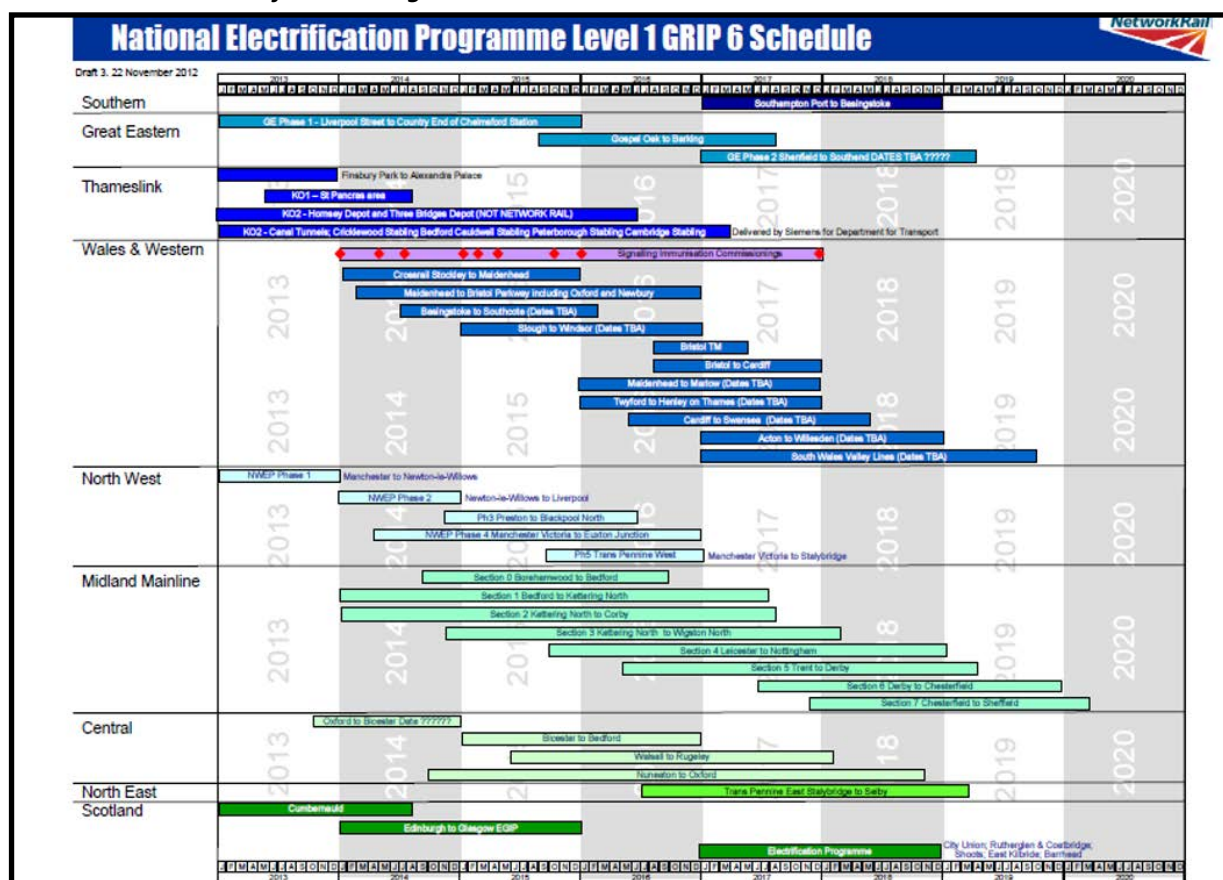 National Electrification Programme Level 1 GRIP 6 Schedule
NetworkRail
Draft 3. 22 November 2012
2013 2014 2015 2016 2017 2018 2019 2020
J F M A M J J A S O N D J F M A M J J A S O N D J F M A M J J A S O N D J F M A M J J A S O N D J F M A M J J A S O N D J F M A M J J A S O N D J F M A M J J A S O N D J F M A M J J A S O N D
Southern
Southampton Port to Basingstoke
Great Eastern
GE Phase 1 - Liverpool Street to Country End of Chelmsford Station
Gospel Oak to Barking
GE Phase 2 Shenfield to Southend DATES TBA ?????
Thameslink
Finsbury Park to Alexandra Palace
KO1 – St Pancras area
KO2 - Hornsey Depot and Three Bridges Depot (NOT NETWORK RAIL)
KO2 - Canal Tunnels; Cricklewood Stabling Bedford Cauldwell Stabling Peterborough Stabling Cambridge Stabling
Delivered by Siemens for Department for Transport
Wales & Western
Signalling Immunisation Commissionings
Crossrail Stockley to Maidenhead
Maidenhead to Bristol Parkway including Oxford and Newbury
Basingstoke to Southcote (Dates TBA)
Slough to Windsor (Dates TBA)
Bristol TM
Bristol to Cardiff
Maidenhead to Marlow (Dates TBA)
Twyford to Henley on Thames (Dates TBA)
Cardiff to Swansea (Dates TBA)
Acton to Willesden (Dates TBA)
South Wales Valley Lines (Dates TBA)
North West
NWEP Phase 1 Manchester to Newton-le-Willows
NWEP Phase 2 Newton-le-Willows to Liverpool
Ph3 Preston to Blackpool North
NWEP Phase 4 Manchester Victoria to Euxton Junction
Ph5 Trans Pennine West Manchester Victoria to Stalybridge
Midland Mainline
Section 0 Borehamwood to Bedford
Section 1 Bedford to Kettering North
Section 2 Kettering North to Corby
Section 3 Kettering North to Wigston North
Section 4 Leicester to Nottingham
Section 5 Trent to Derby
Section 6 Derby to Chesterfield
Section 7 Chesterfield to Sheffield
Central
Oxford to Bicester Date ??????
Bicester to Bedford
Walsall to Rugeley
Nuneaton to Oxford
North East
Trans Pennine East Stalybridge to Selby
Scotland
Cumbernauld
Edinburgh to Glasgow EGIP
Electrification Programme
City Union; Rutherglen & Coatbridge;
Shotts; East Kilbride; Barrhead
J F M A M J J A S O N D J F M A M J J A S O N D J F M A M J J A S O N D J F M A M J J A S O N D J F M A M J J A S O N D J F M A M J J A S O N D J F M A M J J A S O N D J F M A M J J A S O N D
2013 2014 2015 2016 2017 2018 2019 2020